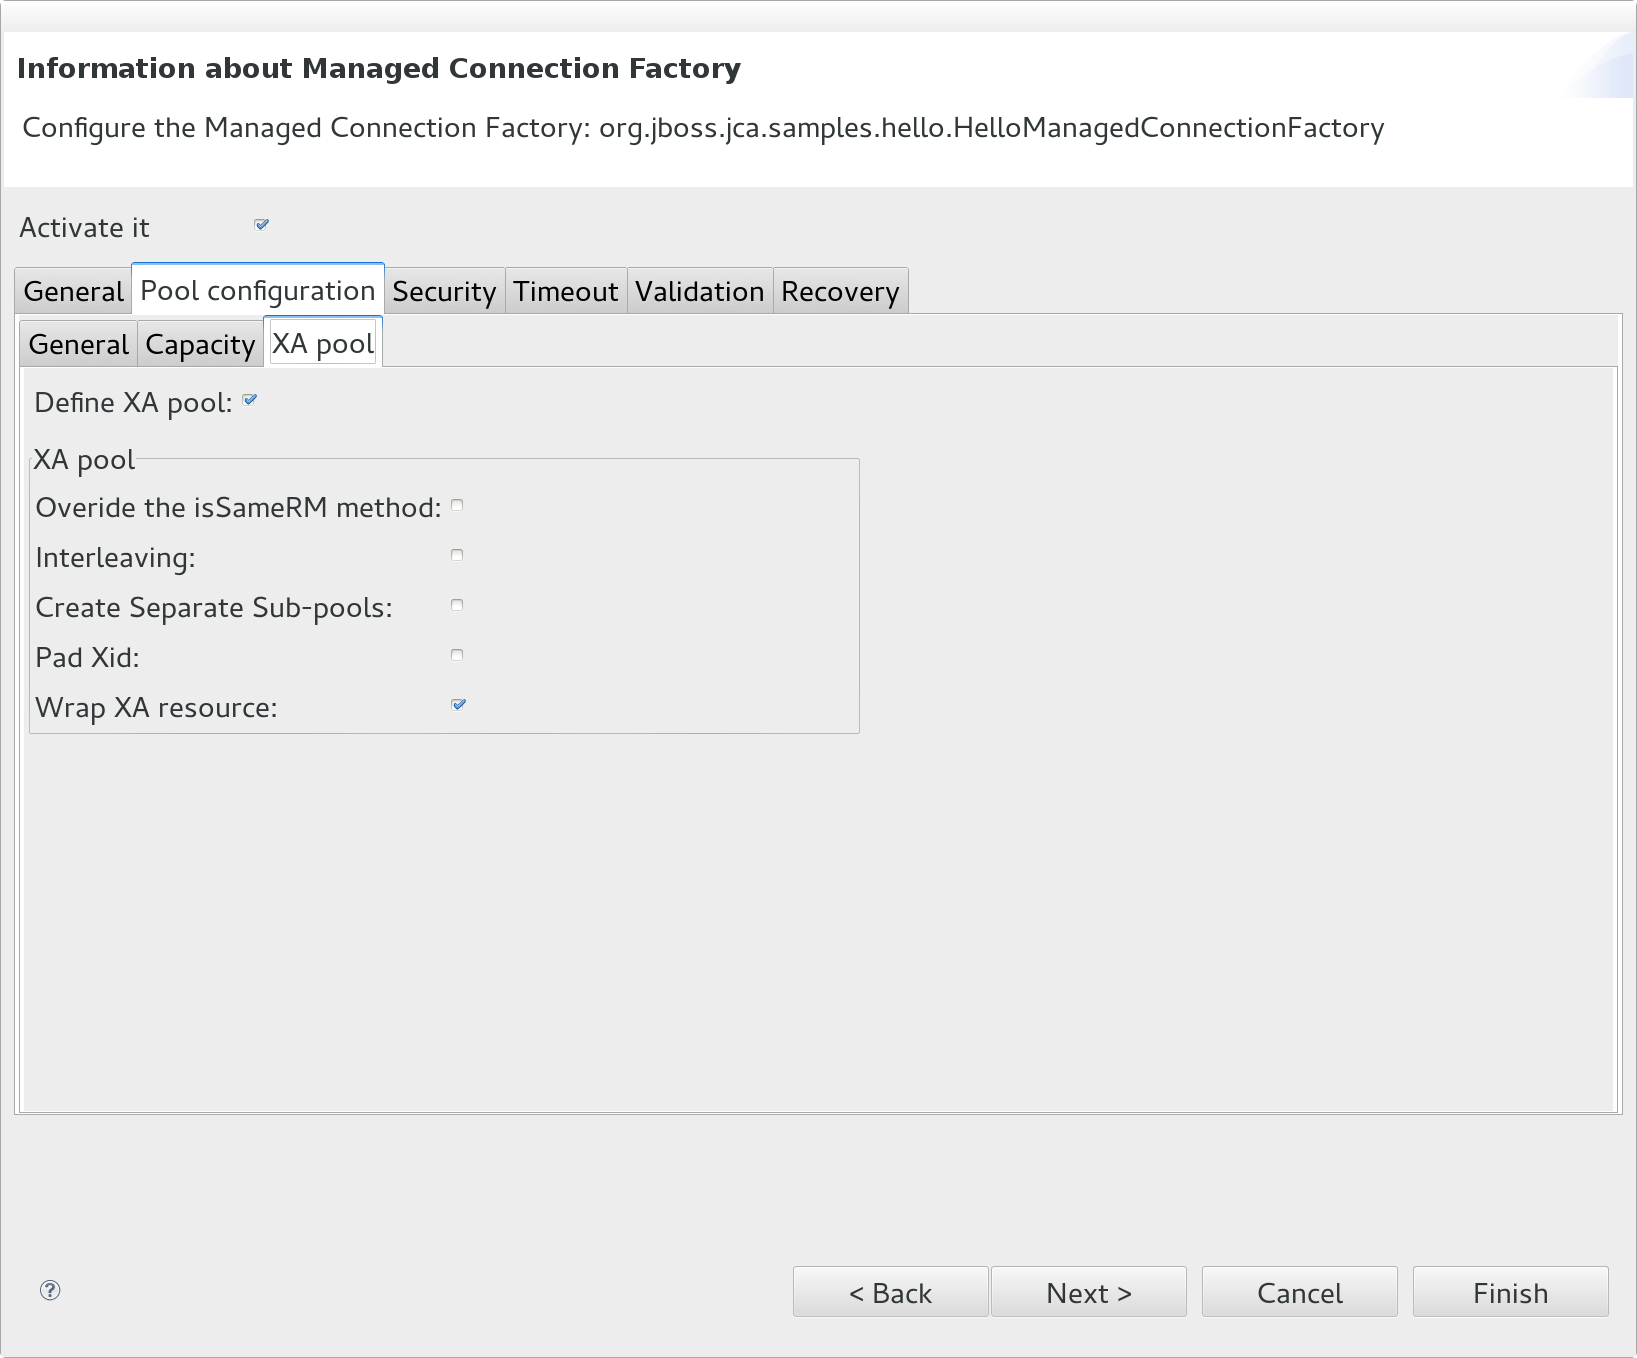 Information about Managed Connection Factory
Configure the Managed Connection Factory: org.jboss.jca.samples.hello.HelloManagedConnectionFactory
Activate it
General Pool configuration Security Timeout Validation Recovery
General Capacity XA pool
Define XA pool:
XA pool
Overide the isSameRM method:
Interleaving:
Create Separate Sub-pools:
Pad Xid:
Wrap XA resource:
? < Back Next > Cancel Finish